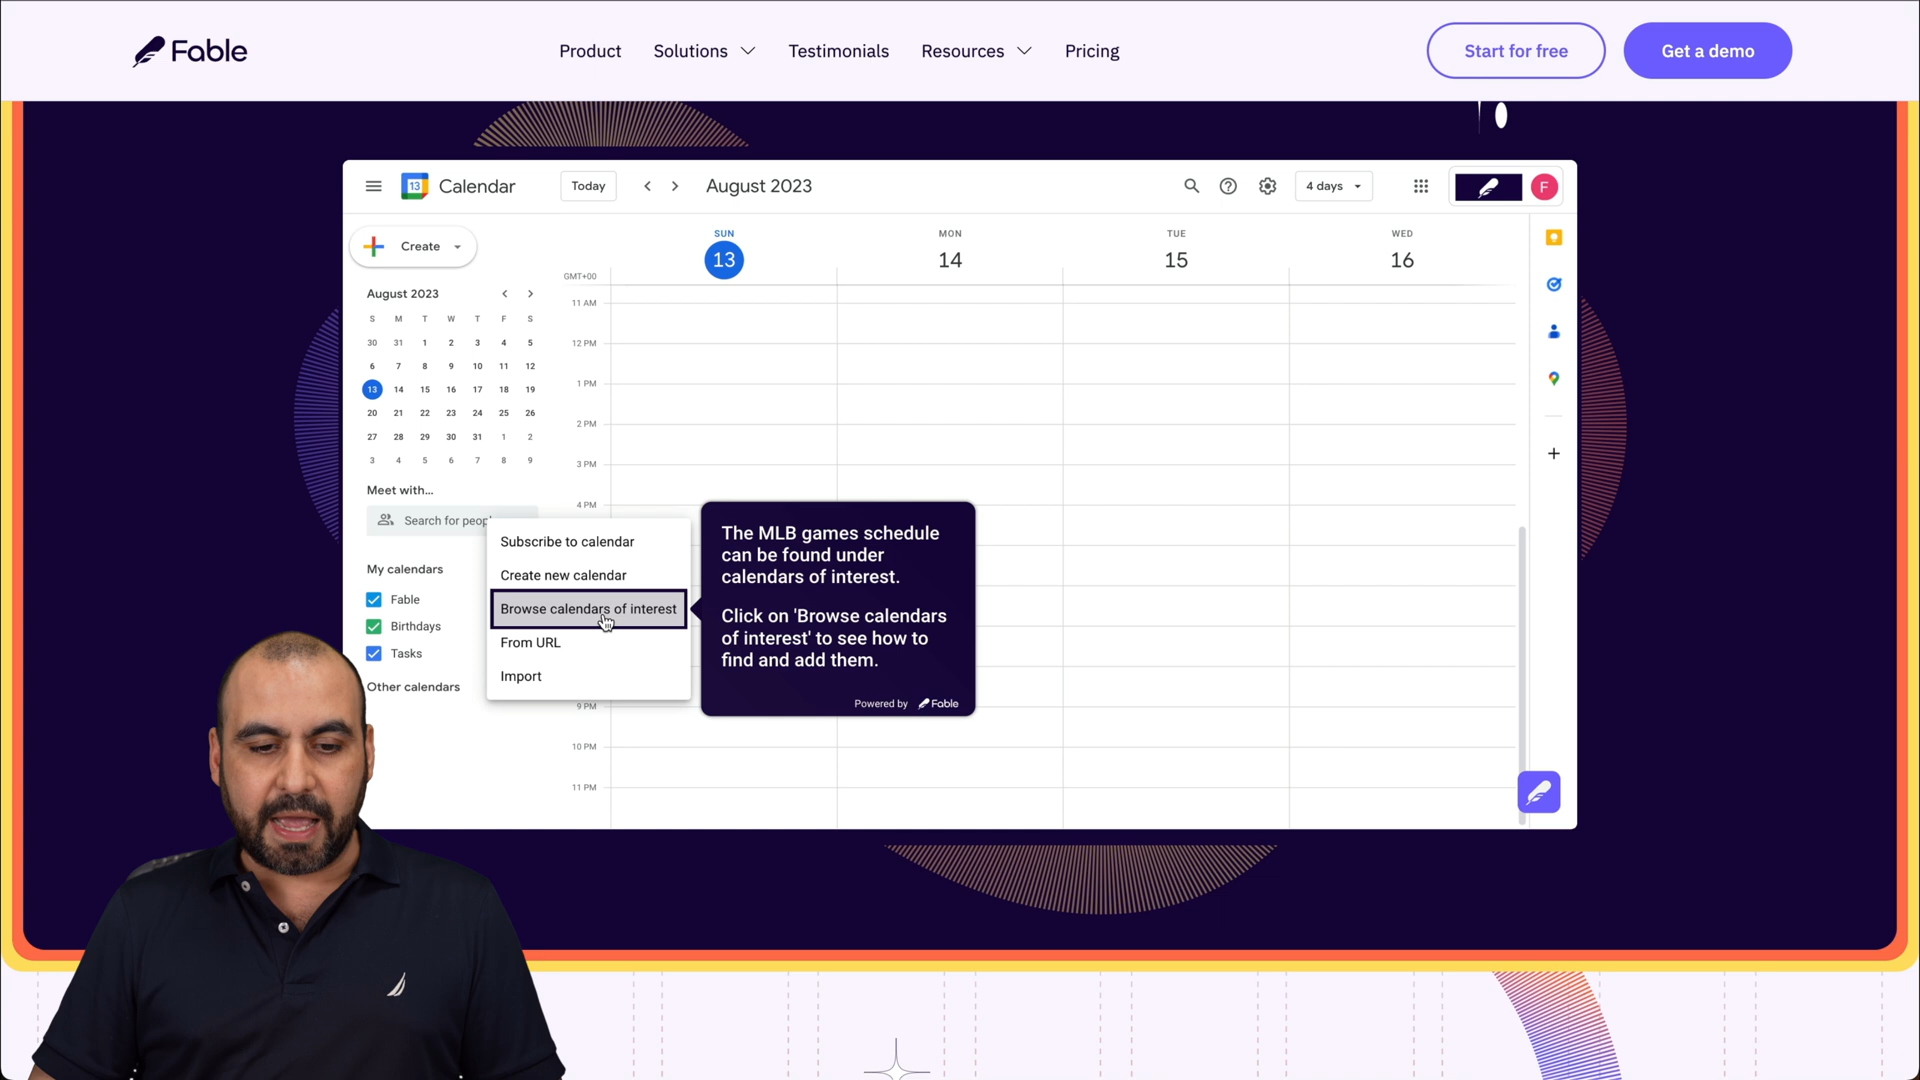 Fable
Product
Solutions
Testimonials
Resources
Pricing
Start for free
Get a demo
13
Calendar
Today
August 2023
4 days
F
Create
SUN
13
MON
14
TUE
15
WED
16
GMT+00
August 2023
S M T W T F S
30 31 1 2 3 4 5
6 7 8 9 10 11 12
13 14 15 16 17 18 19
20 21 22 23 24 25 26
27 28 29 30 31 1 2
3 4 5 6 7 8 9
11 AM
12 PM
1 PM
2 PM
3 PM
4 PM
9 PM
10 PM
11 PM
Meet with...
Search for peop
My calendars
Fable
Birthdays
Tasks
Other calendars
Subscribe to calendar
Create new calendar
Browse calendars of interest
From URL
Import
The MLB games schedule
can be found under
calendars of interest.
Click on 'Browse calendars
of interest' to see how to
find and add them.
Powered by Fable